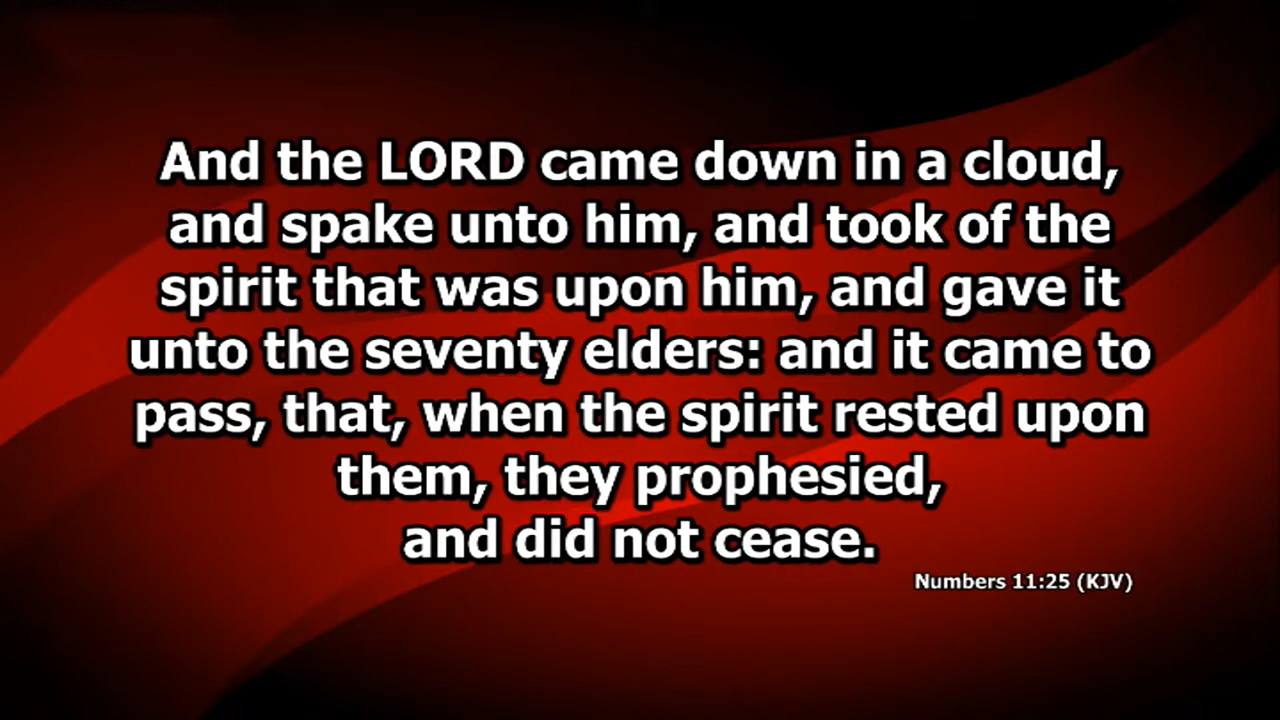 And the LORD came down in a cloud,
and spake unto him, and took of the
spirit that was upon him, and gave it
unto the seventy elders: and it came to
pass, that, when the spirit rested upon
them, they prophesied,
and did not cease.
Numbers 11:25 (KJV)